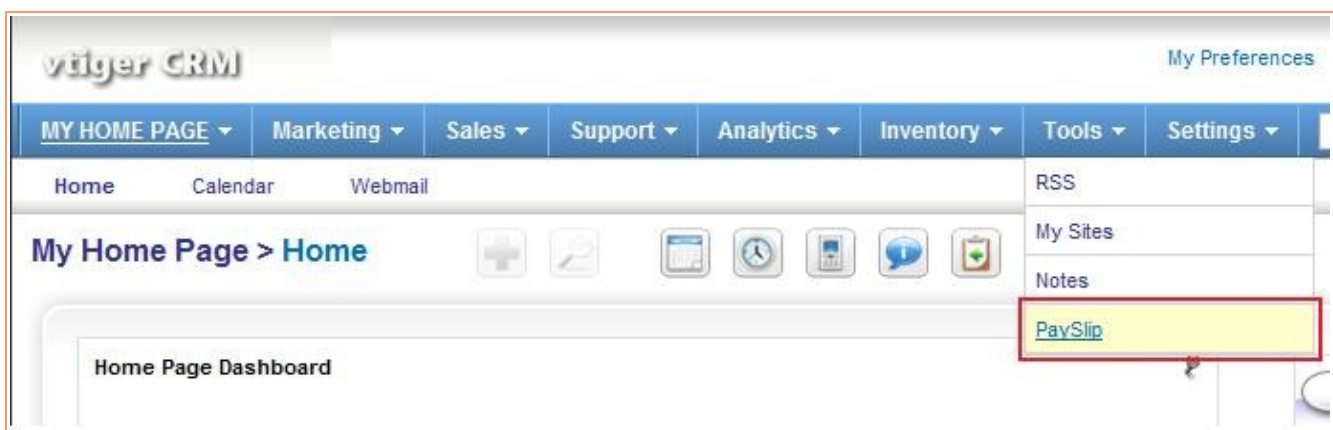 vtiger CRM
My Preferences
MY HOME PAGE Marketing Sales Support Analytics Inventory Tools Settings
Home Calendar Webmail
RSS
My Sites
Notes
PaySlip
My Home Page > Home
Home Page Dashboard